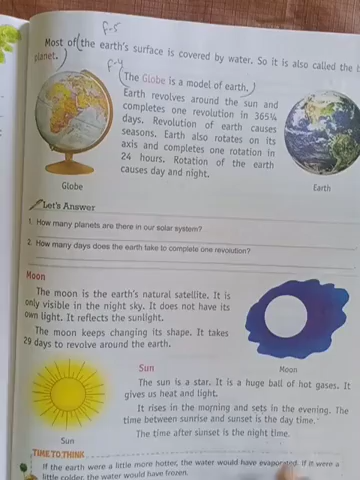 F-5
Most of the earth's surface is covered by water. So it is also called the
planet.
F-4
The Globe is a model of earth.
Earth revolves around the sun and
completes one revolution in 365¼
days. Revolution of earth causes
seasons. Earth also rotates on its
axis and completes one rotation in
24 hours. Rotation of the earth
causes day and night.
Globe
Earth
Let's Answer
1. How many planets are there in our solar system?
2. How many days does the earth take to complete one revolution?
Moon
The moon is the earth's natural satellite. It is
only visible in the night sky. It does not have its
own light. It reflects the sunlight.
The moon keeps changing its shape. It takes
29 days to revolve around the earth.
Moon
Sun
The sun is a star. It is a huge ball of hot gases. It
gives us heat and light.
It rises in the morning and sets in the evening. The
time between sunrise and sunset is the day time.
The time after sunset is the night time.
Sun
TIME TO THINK
If the earth were a little more hotter, the water would have evaporated. If it were a
little colder, the water would have frozen.